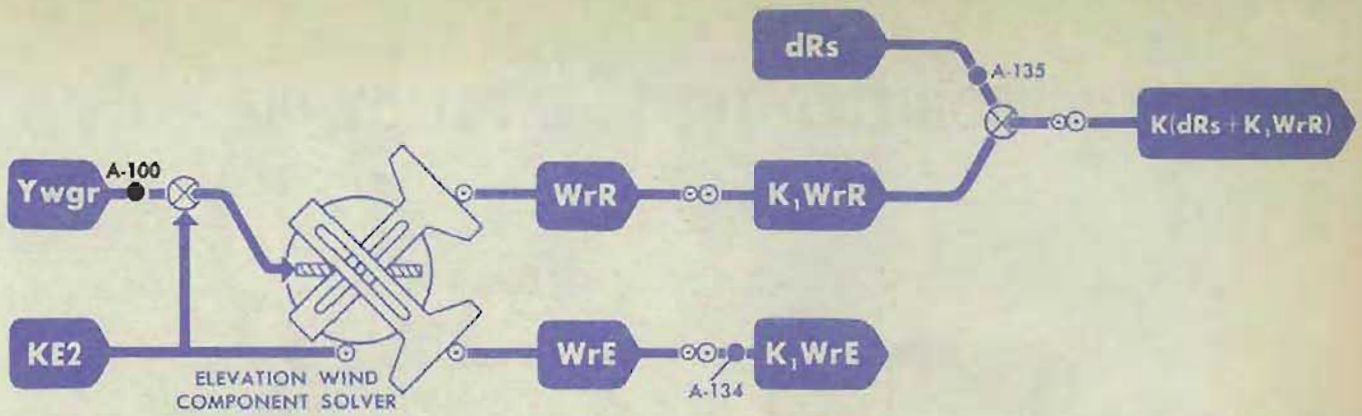 dRs
A-135
K(dRs+K₁WrR)
Ywgr
A-100
WrR
K₁WrR
KE2
WrE
K₁WrE
A-134
ELEVATION WIND
COMPONENT SOLVER